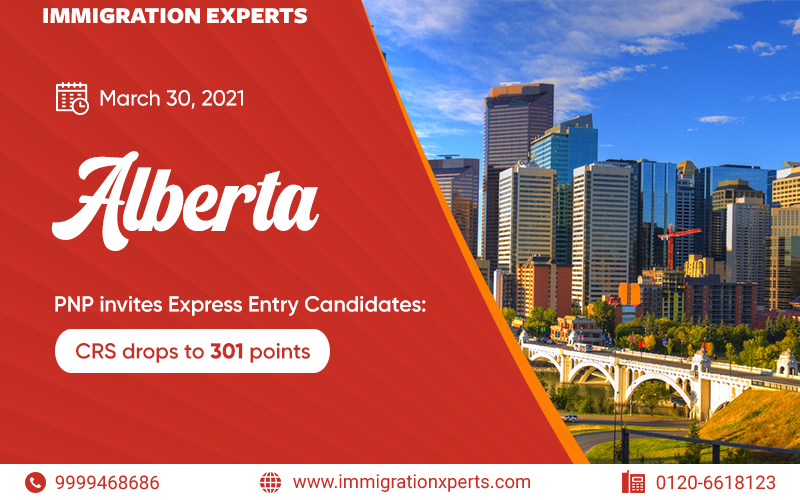 IMMIGRATION EXPERTS
March 30, 2021
Alberta
PNP invites Express Entry Candidates:
CRS drops to 301 points
9999468686
www.immigrationxperts.com
0120-6618123